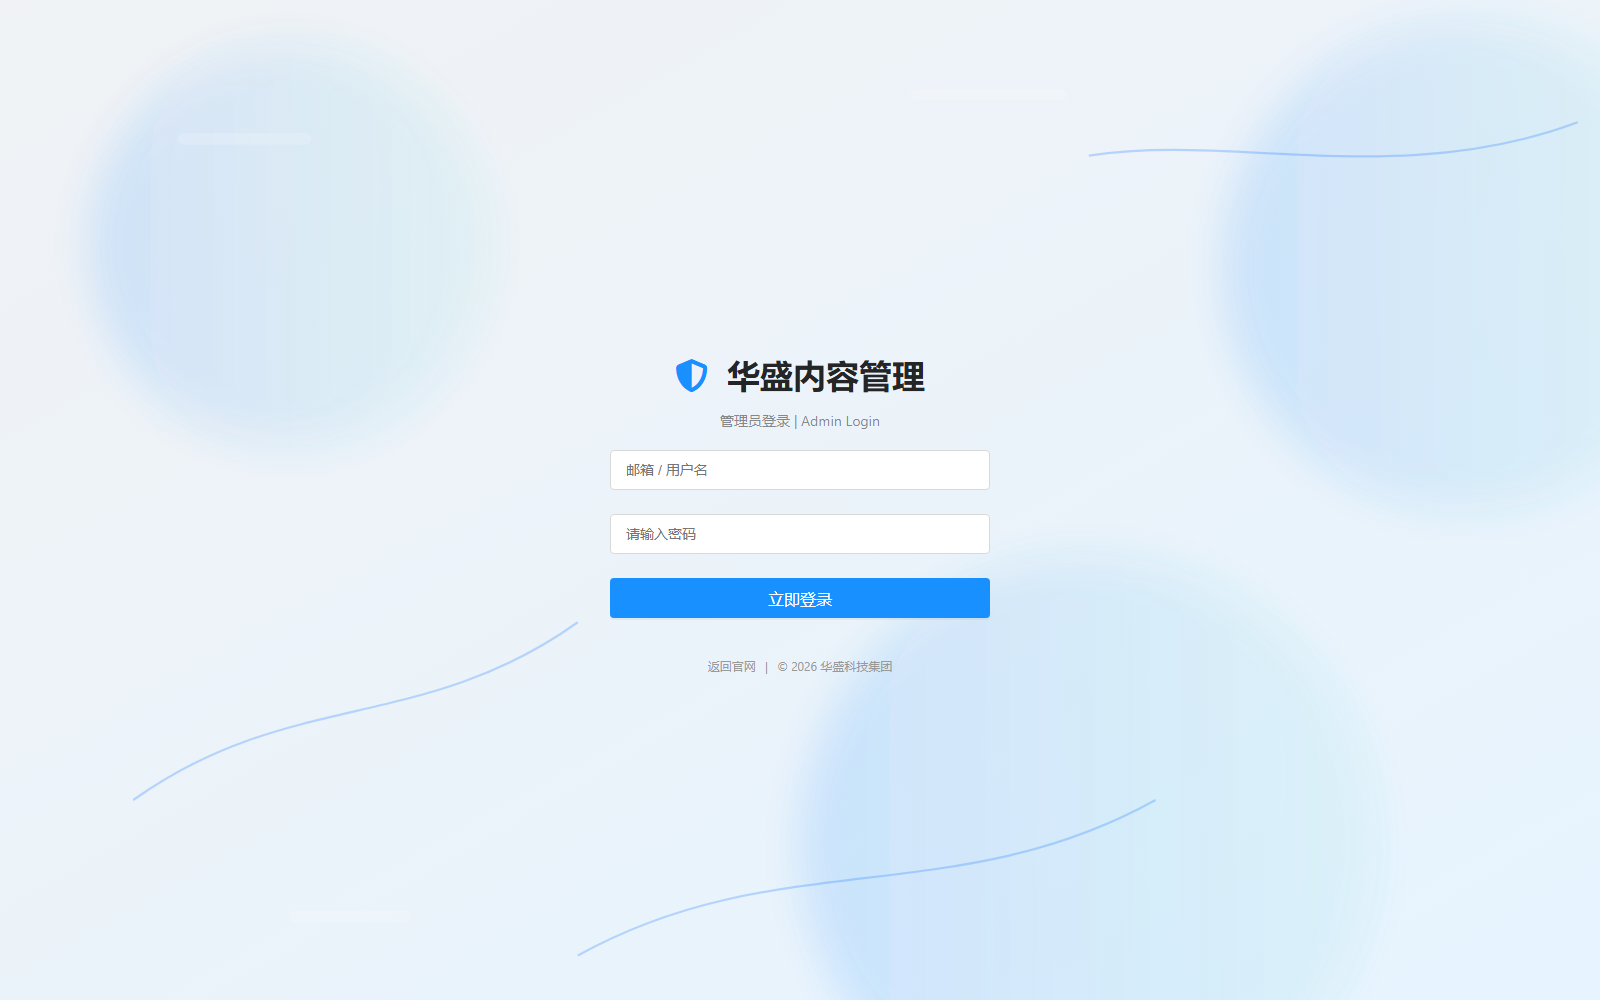 华盛内容管理
管理员登录 | Admin Login
邮箱 / 用户名
请输入密码
立即登录
返回官网 | © 2026 华盛科技集团